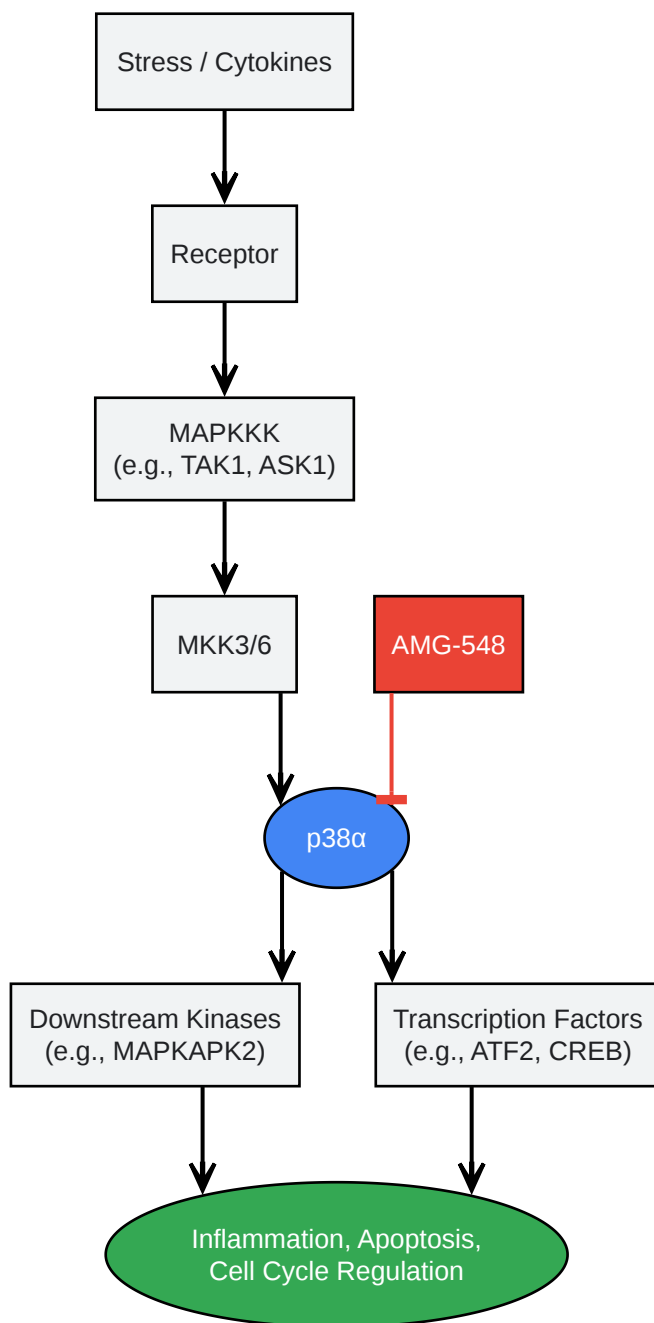 Stress / Cytokines
Receptor
MAPKKK
(e.g., TAK1, ASK1)
MKK3/6
AMG-548
p38α
Downstream Kinases
(e.g., MAPKAPK2)
Transcription Factors
(e.g., ATF2, CREB)
Inflammation, Apoptosis,
Cell Cycle Regulation